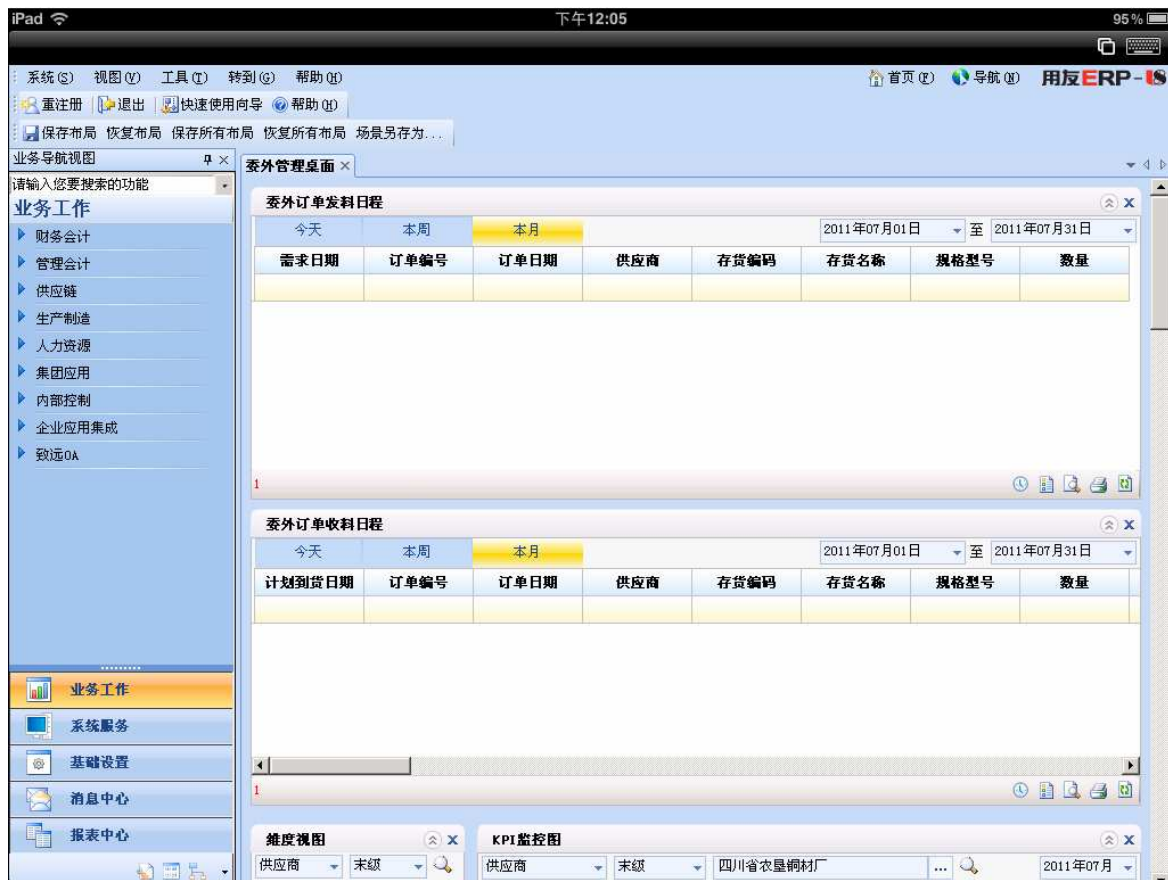 iPad 下午12:05 95%
系统(S) 视图(V) 工具(T) 转到(G) 帮助(H) 首页(F) 导航(N) 用友ERP-U8
重注册 退出 快速使用向导 帮助(H)
保存布局 恢复布局 保存所有布局 恢复所有布局 场景另存为...
业务导航视图
委外管理桌面
请输入您要搜索的功能
业务工作
财务会计
管理会计
供应链
生产制造
人力资源
集团应用
内部控制
企业应用集成
致远OA
业务工作
系统服务
基础设置
消息中心
报表中心
委外订单发料日程
今天 本周 本月 2011年07月01日 至 2011年07月31日
需求日期 订单编号 订单日期 供应商 存货编码 存货名称 规格型号 数量
1
委外订单收料日程
今天 本周 本月 2011年07月01日 至 2011年07月31日
计划到货日期 订单编号 订单日期 供应商 存货编码 存货名称 规格型号 数量
1
维度视图 KPI监控图
供应商 末级 供应商 末级 四川省农垦铜材厂 ... 2011年07月